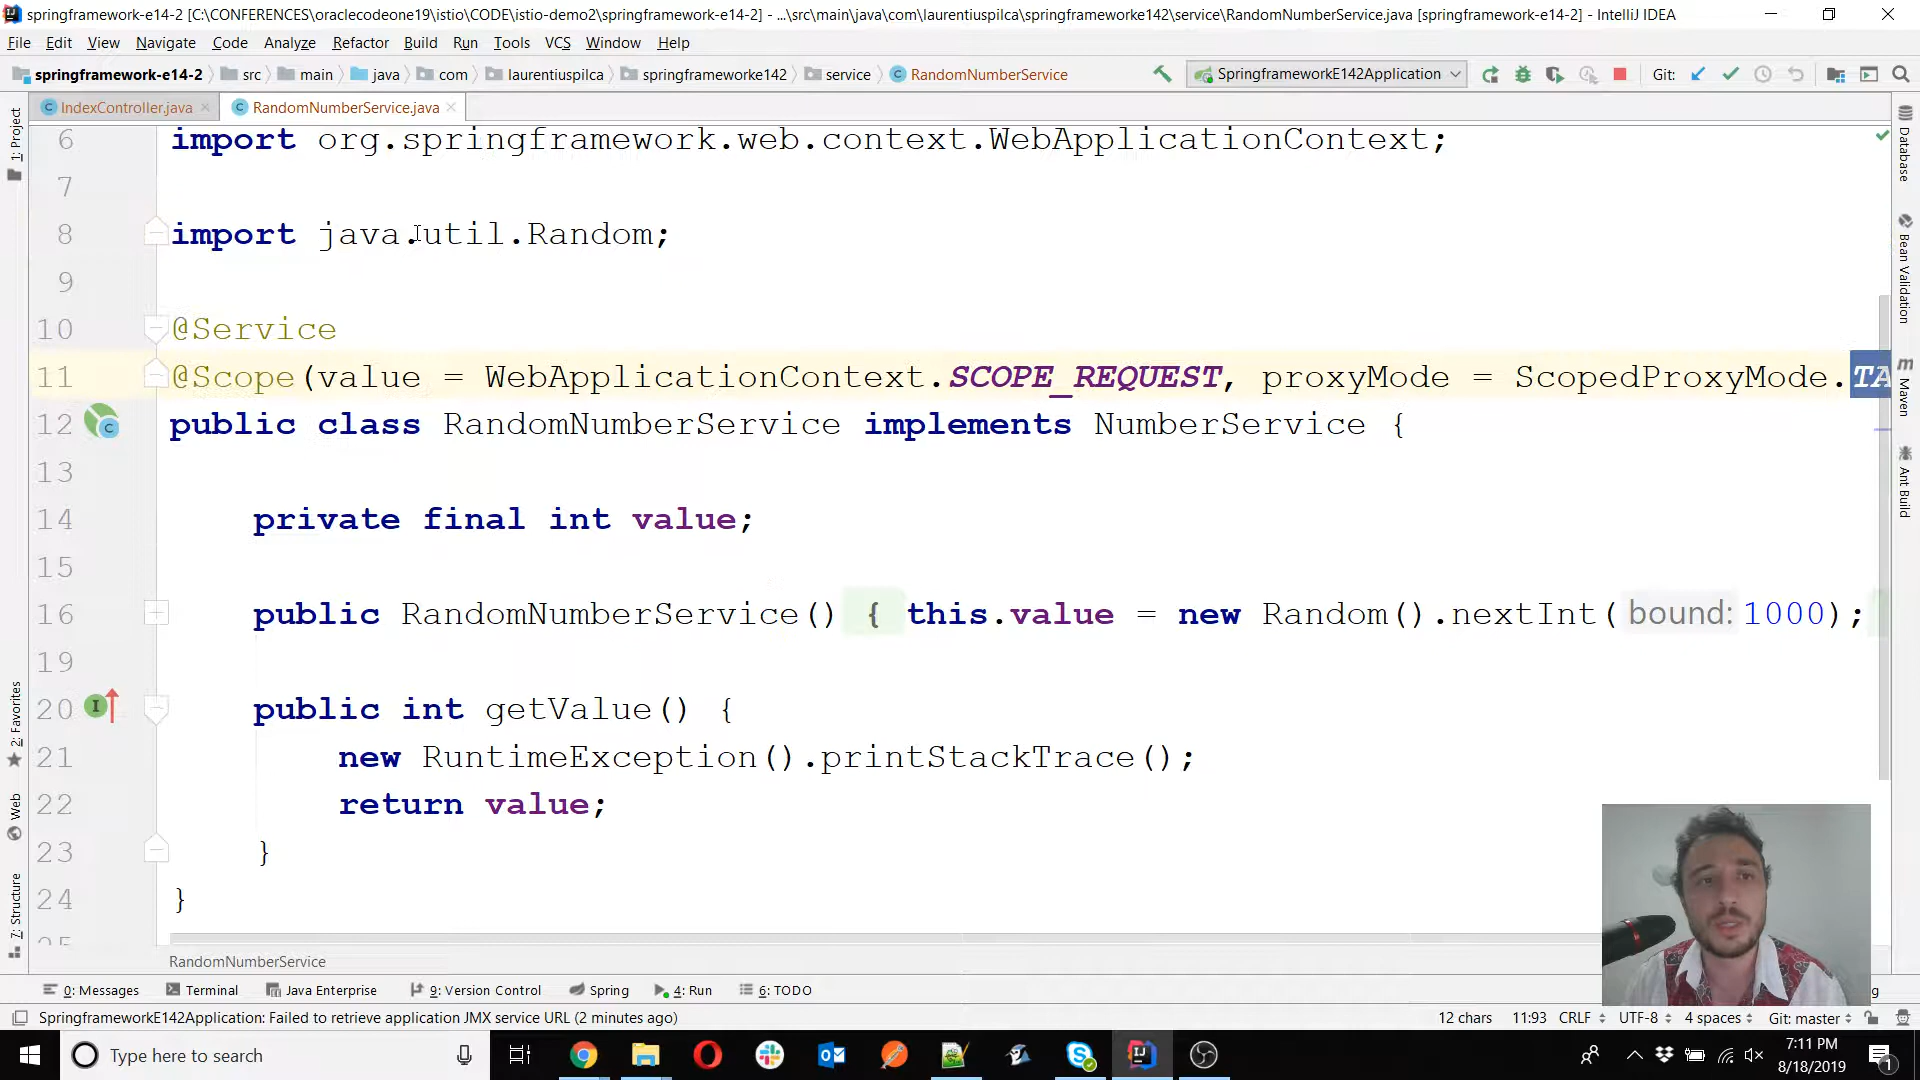 springframework-e14-2 [C:\CONFERENCES\oraclecodeone19\istio\CODE\istio-demo2\springframework-e14-2] - ...\src\main\java\com\laurentiuspilca\springframeworke142\service\RandomNumberService.java [springframework-e14-2] - IntelliJ IDEA
File Edit View Navigate Code Analyze Refactor Build Run Tools VCS Window Help
springframework-e14-2 src main java com laurentiuspilca springframeworke142 service RandomNumberService SpringframeworkE142Application Git:
IndexController.java RandomNumberService.java
1: Project
2: Favorites
Web
7: Structure
Database
Bean Validation
Maven
Ant Build
6 import org.springframework.web.context.WebApplicationContext;
7
8 import java.util.Random;
9
10 @Service
11 @Scope(value = WebApplicationContext.SCOPE_REQUEST, proxyMode = ScopedProxyMode.TA
12 public class RandomNumberService implements NumberService {
13
14 private final int value;
15
16 public RandomNumberService() { this.value = new Random().nextInt( bound: 1000);
19
20 public int getValue() {
21 new RuntimeException().printStackTrace();
22 return value;
23 }
24 }
25
RandomNumberService
0: Messages Terminal Java Enterprise 9: Version Control Spring 4: Run 6: TODO
SpringframeworkE142Application: Failed to retrieve application JMX service URL (2 minutes ago) 12 chars 11:93 CRLF UTF-8 4 spaces Git: master
Type here to search
7:11 PM
8/18/2019
1